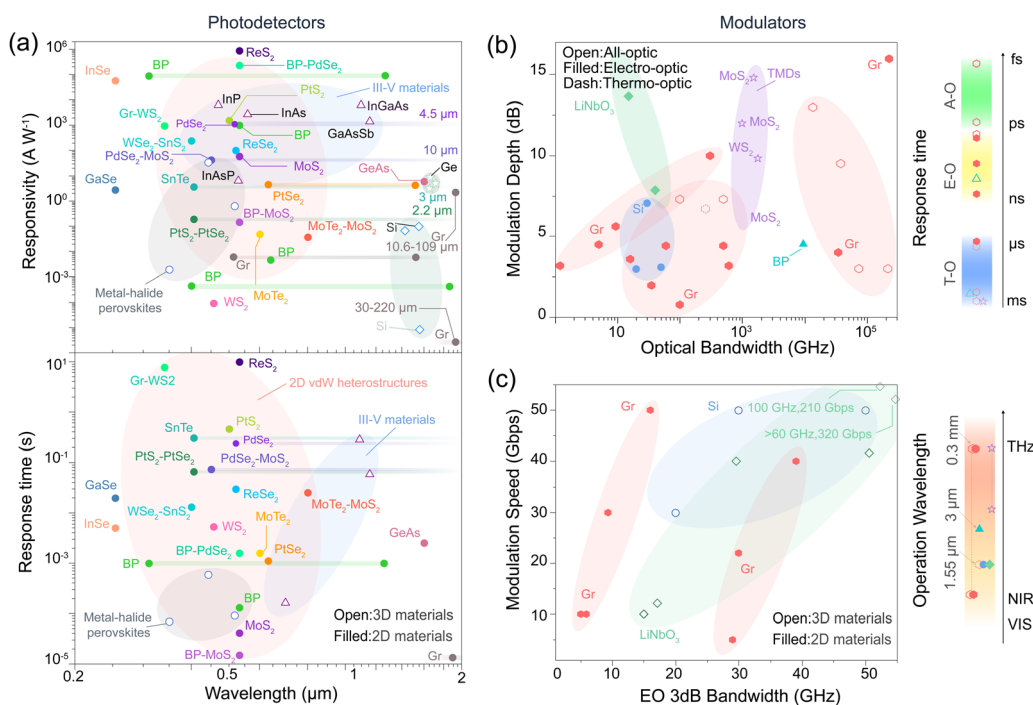 Photodetectors
Modulators
(a)
Responsivity (A W⁻¹)
10⁶
10³
10⁰
10⁻³
10⁻⁶
ReS₂
BP
BP-PdSe₂
InSe
PtS₂
III-V materials
InP
InGaAs
InAs
4.5 µm
Gr-WS₂
PdSe₂
BP
GaAsSb
WSe₂-SnS₂
ReSe₂
PdSe₂-MoS₂
MoS₂
10 µm
InAsP
GeAs
Ge
GaSe
SnTe
PtSe₂
3 µm
2.2 µm
BP-MoS₂
PtS₂-PtSe₂
MoTe₂-MoS₂
Si
Gr
10.6-109 µm
Gr
BP
Metal-halide
perovskites
MoTe₂
WS₂
30-220 µm
Si
Gr
Response time (s)
10¹
10⁻¹
10⁻³
10⁻⁵
ReS₂
Gr-WS2
2D vdW heterostructures
PtS₂
SnTe
III-V materials
PdSe₂
PtS₂-PtSe₂
PdSe₂-MoS₂
GaSe
ReSe₂
WSe₂-SnS₂
MoTe₂-MoS₂
InSe
WS₂
MoTe₂
GeAs
BP-PdSe₂
PtSe₂
BP
BP
Metal-halide
perovskites
MoS₂
Open:3D materials
Filled:2D materials
BP-MoS₂
Gr
0.2
0.5
1
2
Wavelength (µm)
(b)
Modulation Depth (dB)
15
10
5
0
Open:All-optic
Filled:Electro-optic
Dash:Thermo-optic
MoS₂
TMDs
Gr
LiNbO₃
MoS₂
WS₂
Gr
Si
MoS₂
BP
Gr
Gr
10¹
10³
10⁵
Optical Bandwidth (GHz)
A-O
E-O
T-O
fs
ps
ns
µs
ms
Response time
(c)
Modulation Speed (Gbps)
50
40
30
20
10
Gr
Si
100 GHz,210 Gbps
>60 GHz,320 Gbps
Gr
Gr
LiNbO₃
Open:3D materials
Filled:2D materials
0
10
20
30
40
50
EO 3dB Bandwidth (GHz)
Operation Wavelength
0.3 mm
3 µm
1.55 µm
THz
NIR
VIS